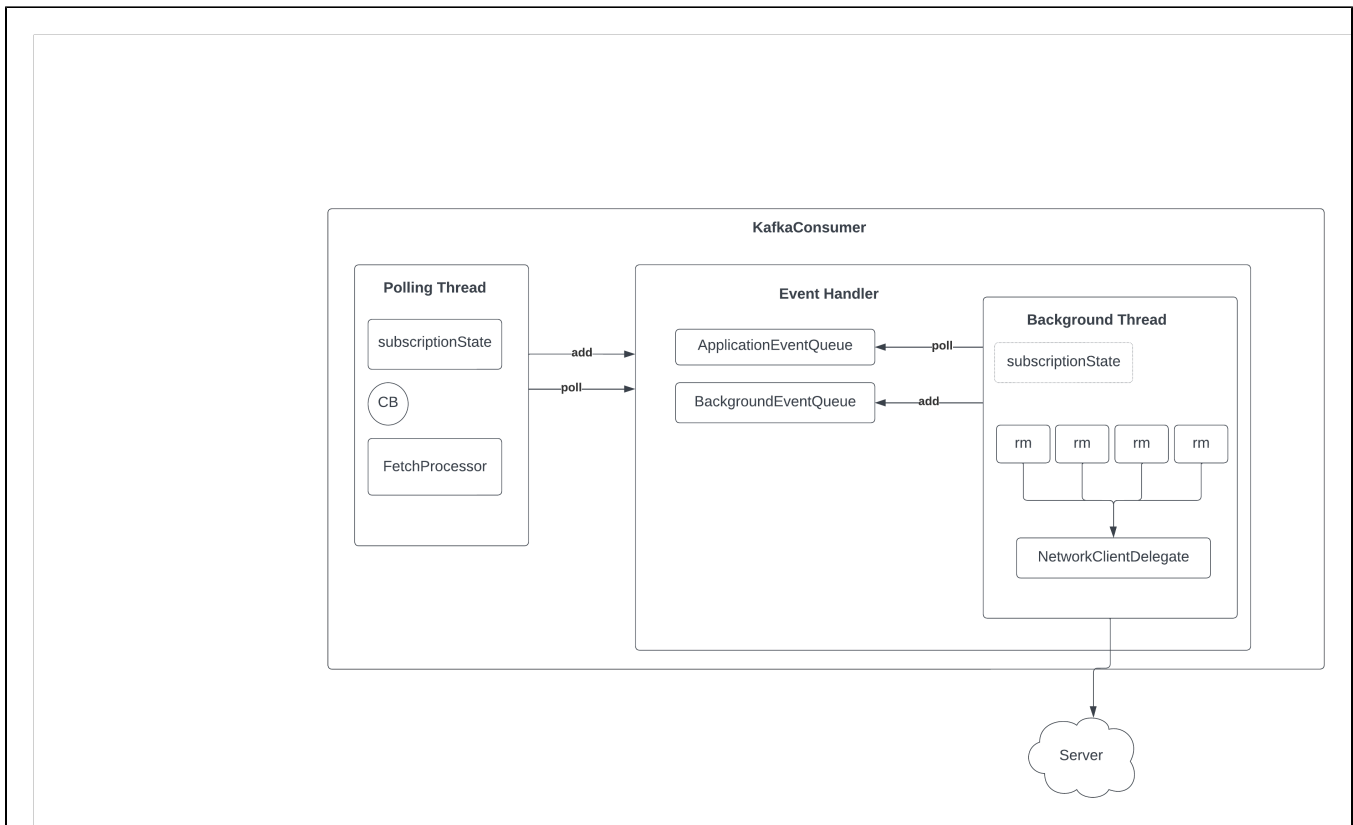 KafkaConsumer
Polling Thread
subscriptionState
CB
FetchProcessor
add
poll
Event Handler
ApplicationEventQueue
BackgroundEventQueue
poll
add
Background Thread
subscriptionState
rm rm rm rm
NetworkClientDelegate
Server